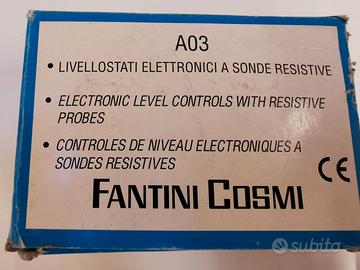 A03
• LIVELLOSTATI ELETTRONICI A SONDE RESISTIVE
• ELECTRONIC LEVEL CONTROLS WITH RESISTIVE
PROBES
• CONTROLES DE NIVEAU ELECTRONIQUES A
SONDES RESISTIVES
CE
FANTINI COSMI
subito